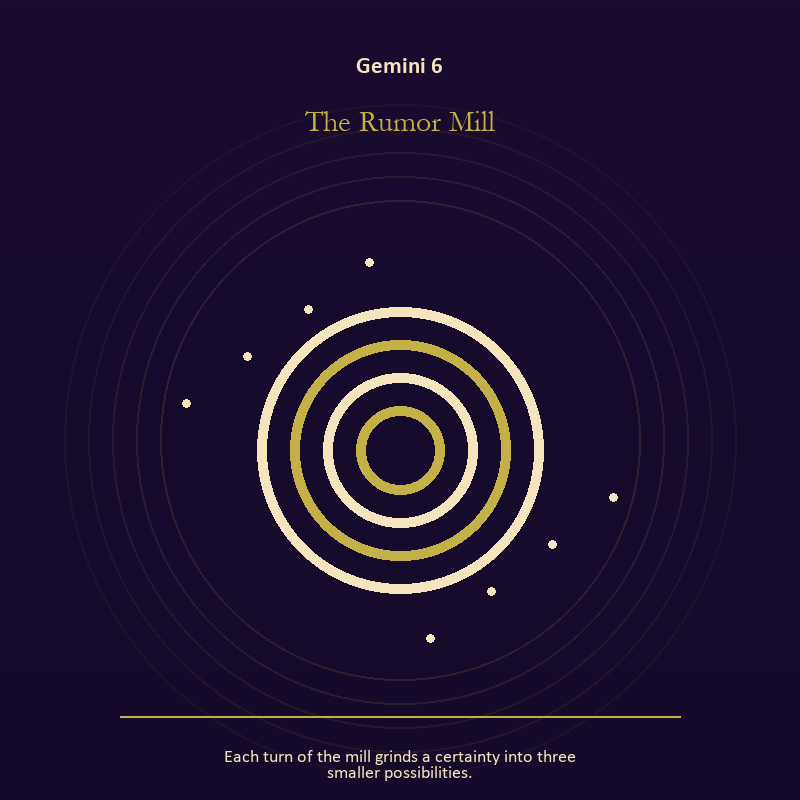 Gemini 6
The Rumor Mill
Each turn of the mill grinds a certainty into three
smaller possibilities.